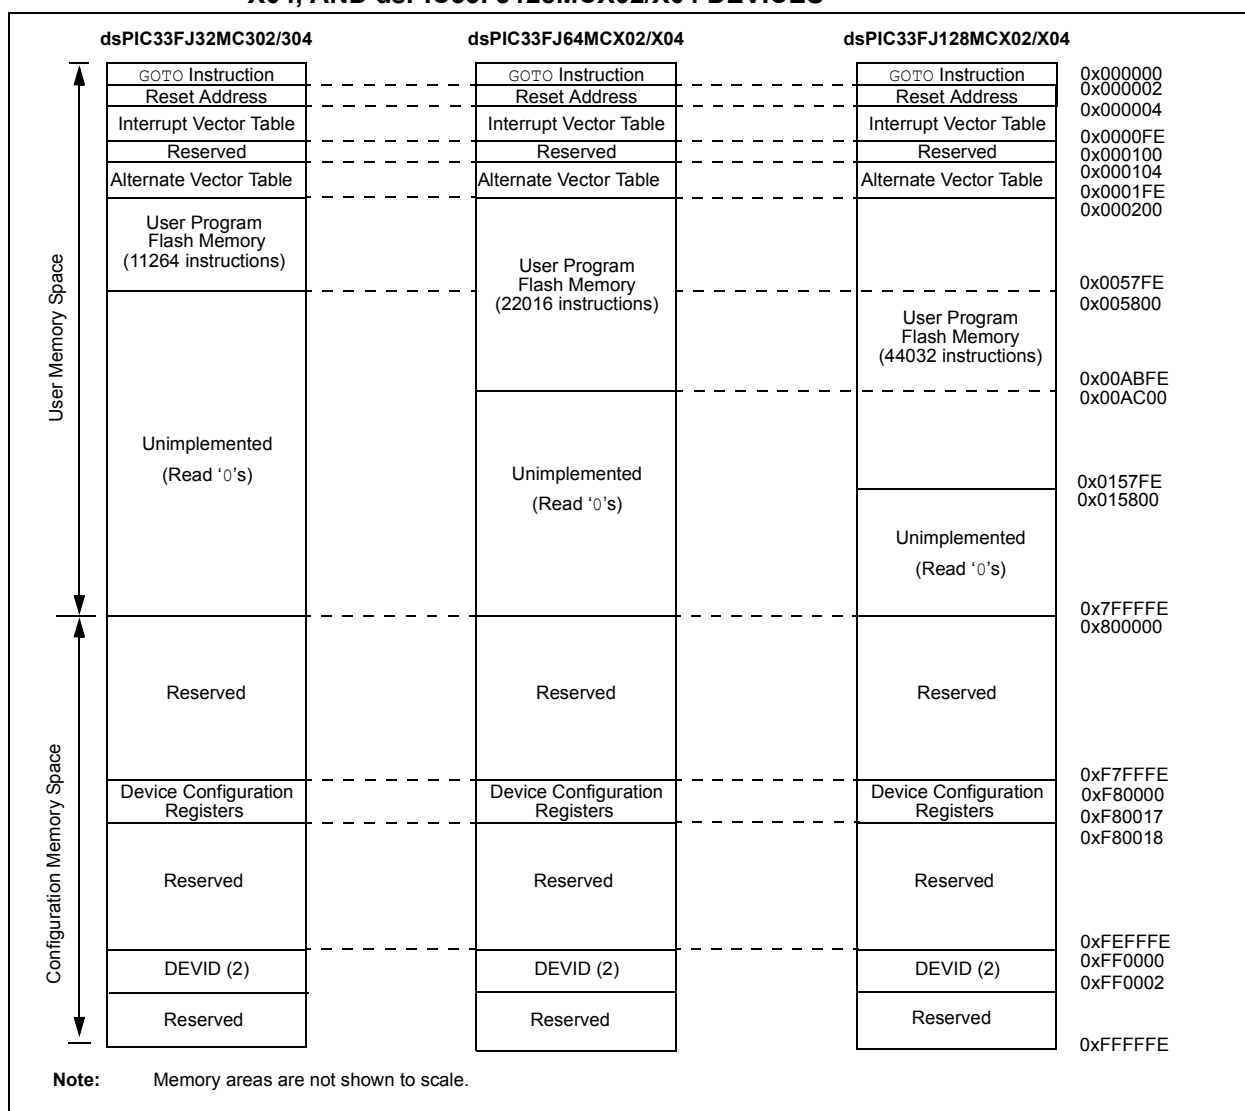 X04, AND dsPIC33FJ128MCX02/X04 DEVICES
dsPIC33FJ32MC302/304
dsPIC33FJ64MCX02/X04
dsPIC33FJ128MCX02/X04
User Memory Space
Configuration Memory Space
GOTO Instruction
Reset Address
Interrupt Vector Table
Reserved
Alternate Vector Table
User Program
Flash Memory
(11264 instructions)
Unimplemented
(Read ‘0’s)
Reserved
Device Configuration
Registers
Reserved
DEVID (2)
Reserved
GOTO Instruction
Reset Address
Interrupt Vector Table
Reserved
Alternate Vector Table
User Program
Flash Memory
(22016 instructions)
Unimplemented
(Read ‘0’s)
Reserved
Device Configuration
Registers
Reserved
DEVID (2)
Reserved
GOTO Instruction
Reset Address
Interrupt Vector Table
Reserved
Alternate Vector Table
User Program
Flash Memory
(44032 instructions)
Unimplemented
(Read ‘0’s)
Reserved
Device Configuration
Registers
Reserved
DEVID (2)
Reserved
0x000000
0x000002
0x000004
0x0000FE
0x000100
0x000104
0x0001FE
0x000200
0x0057FE
0x005800
0x00ABFE
0x00AC00
0x0157FE
0x015800
0x7FFFFE
0x800000
0xF7FFFE
0xF80000
0xF80017
0xF80018
0xFEFFFE
0xFF0000
0xFF0002
0xFFFFFE
Note: Memory areas are not shown to scale.